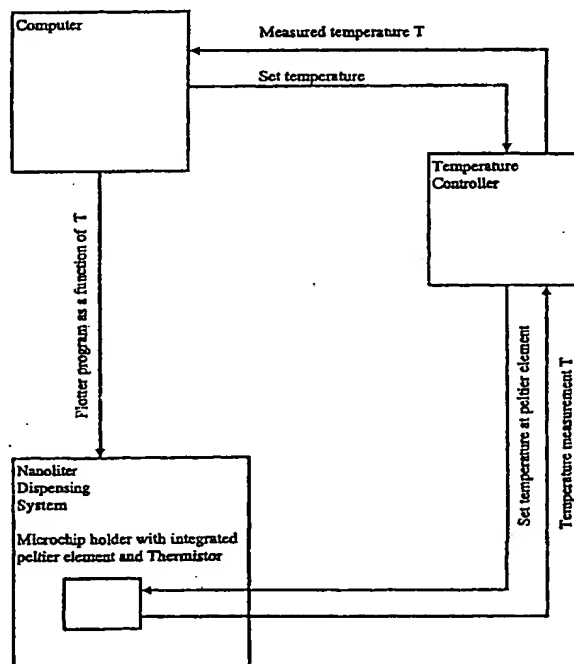 Computer
Measured temperature T
Set temperature
Temperature
Controller
Plotter program as a function of T
Set temperature at peltier element
Temperature measurement T
Nanoliter
Dispensing
System
Microchip holder with integrated
peltier element and Thermistor